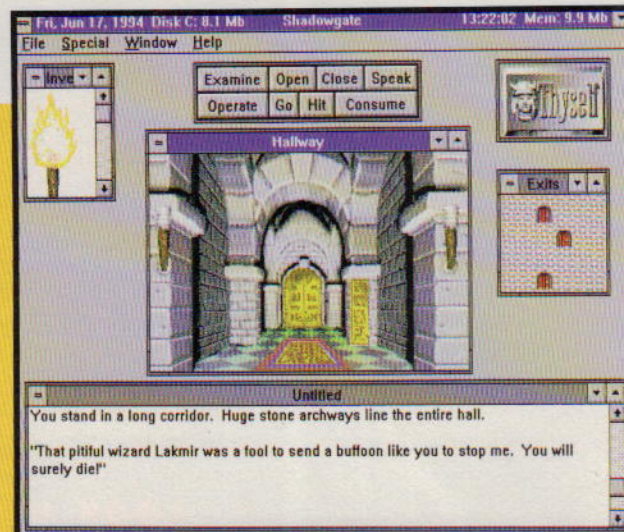 Fri, Jun 17, 1994 Disk C: 8.1 Mb Shadowgate 13:22:02 Mem: 9.9 Mb
File Special Window Help
Inve
Examine Open Close Speak
Operate Go Hit Consume
Thyself
Hallway
Exits
Untitled
You stand in a long corridor. Huge stone archways line the entire hall.
"That pitiful wizard Lakmir was a fool to send a buffoon like you to stop me. You will
surely die!"